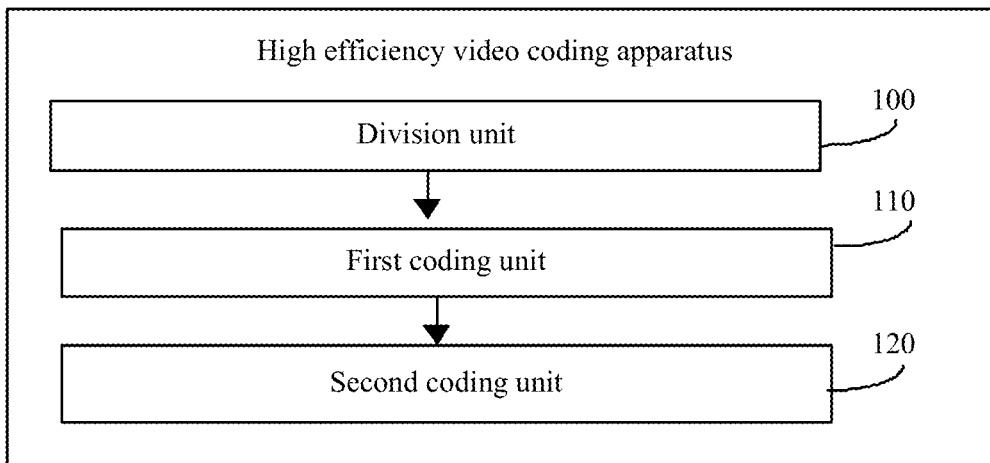 High efficiency video coding apparatus
100
Division unit
110
First coding unit
120
Second coding unit